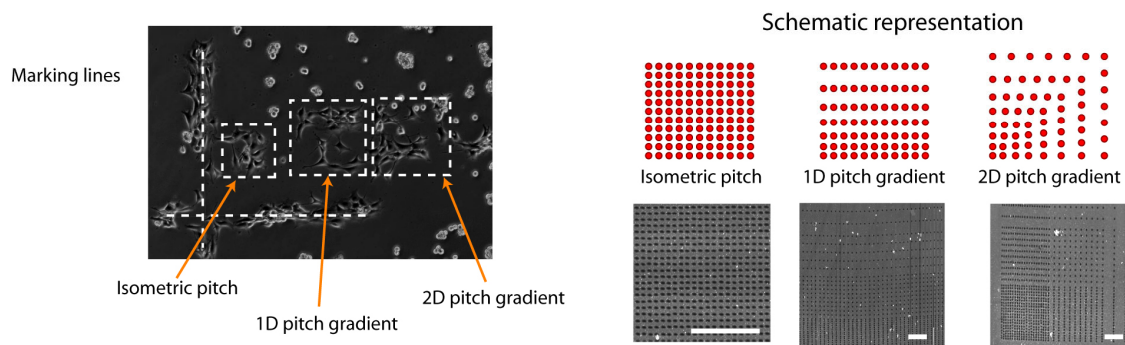 Schematic representation
Marking lines
Isometric pitch
1D pitch gradient
2D pitch gradient
Isometric pitch
1D pitch gradient
2D pitch gradient